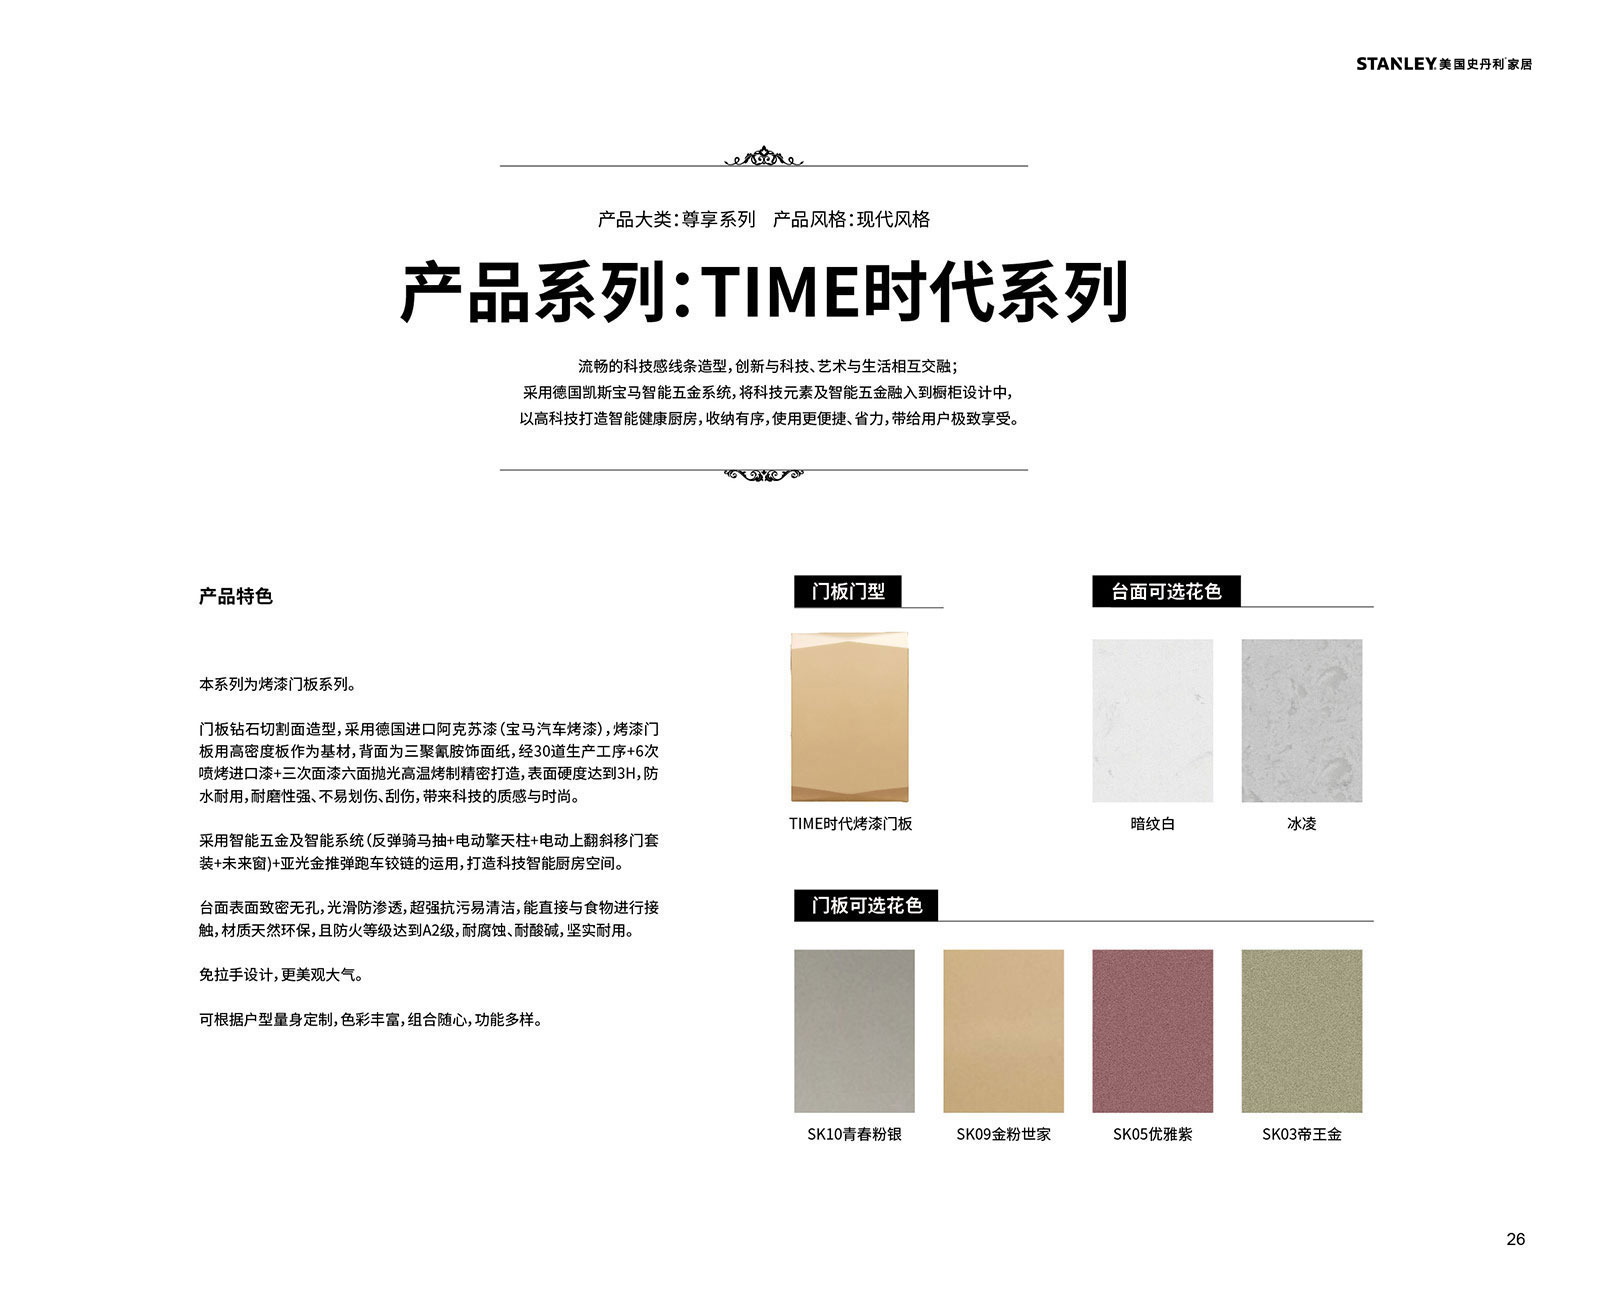 STANLEY.美国史丹利家居
产品大类：尊享系列 产品风格：现代风格
产品系列：TIME时代系列
流畅的科技感线条造型，创新与科技、艺术与生活相互交融；
采用德国凯斯宝马智能五金系统，将科技元素及智能五金融入到橱柜设计中，
以高科技打造智能健康厨房，收纳有序，使用更便捷、省力，带给用户极致享受。
产品特色
本系列为烤漆门板系列。
门板钻石切割面造型，采用德国进口阿克苏漆（宝马汽车烤漆），烤漆门
板用高密度板作为基材，背面为三聚氰胺饰面纸，经30道生产工序+6次
喷烤进口漆+三次面漆六面抛光高温烤制精密打造，表面硬度达到3H，防
水耐用，耐磨性强、不易划伤、刮伤，带来科技的质感与时尚。
采用智能五金及智能系统（反弹骑马抽+电动擎天柱+电动上翻斜移门套
装+未来窗)+亚光金推弹跑车铰链的运用，打造科技智能厨房空间。
台面表面致密无孔，光滑防渗透，超强抗污易清洁，能直接与食物进行接
触，材质天然环保，且防火等级达到A2级，耐腐蚀、耐酸碱，坚实耐用。
免拉手设计，更美观大气。
可根据户型量身定制，色彩丰富，组合随心，功能多样。
门板门型
TIME时代烤漆门板
台面可选花色
暗纹白
冰凌
门板可选花色
SK10青春粉银
SK09金粉世家
SK05优雅紫
SK03帝王金
26